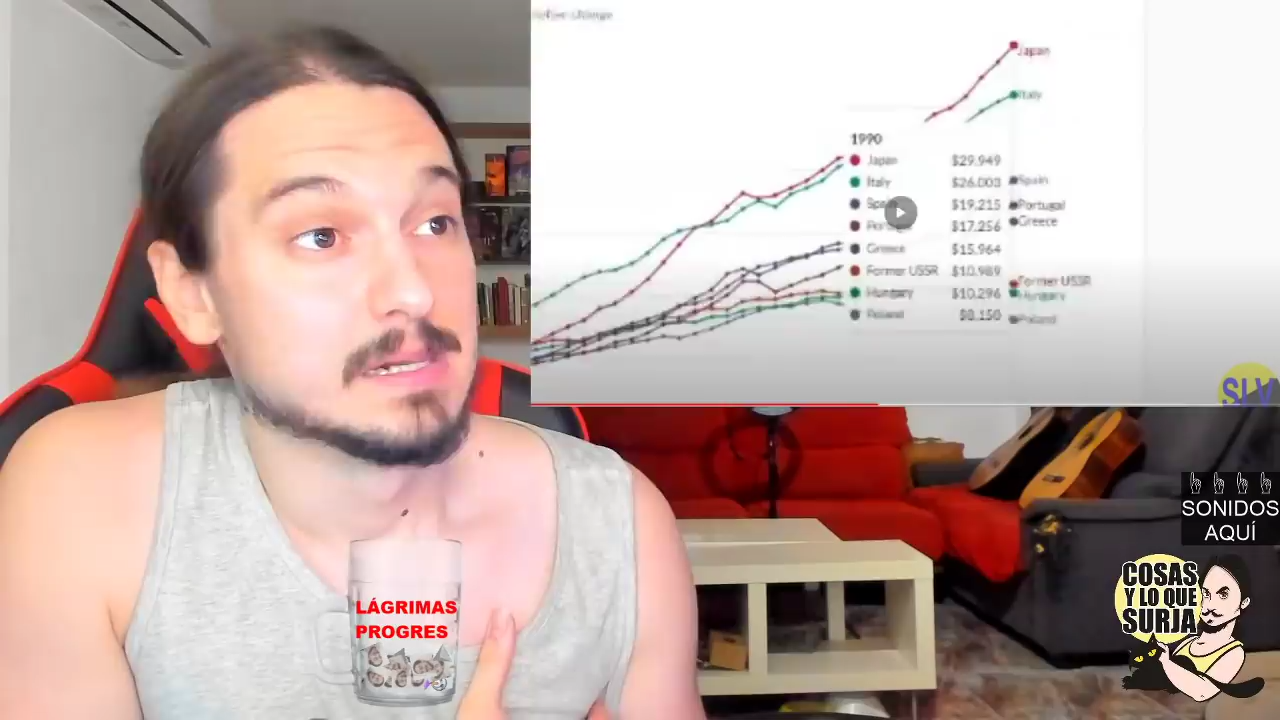 Japan
Italy
1990
Japan $29.949
Italy $26.003
Spain $19.215
$17.256
Greece $15.964
Former USSR $10.989
Hungary $10.296
Poland $8.150
Spain
Portugal
Greece
Former USSR
Hungary
Poland
SLV
SONIDOS
AQUÍ
COSAS
Y LO QUE
SURJA
LÁGRIMAS
PROGRES